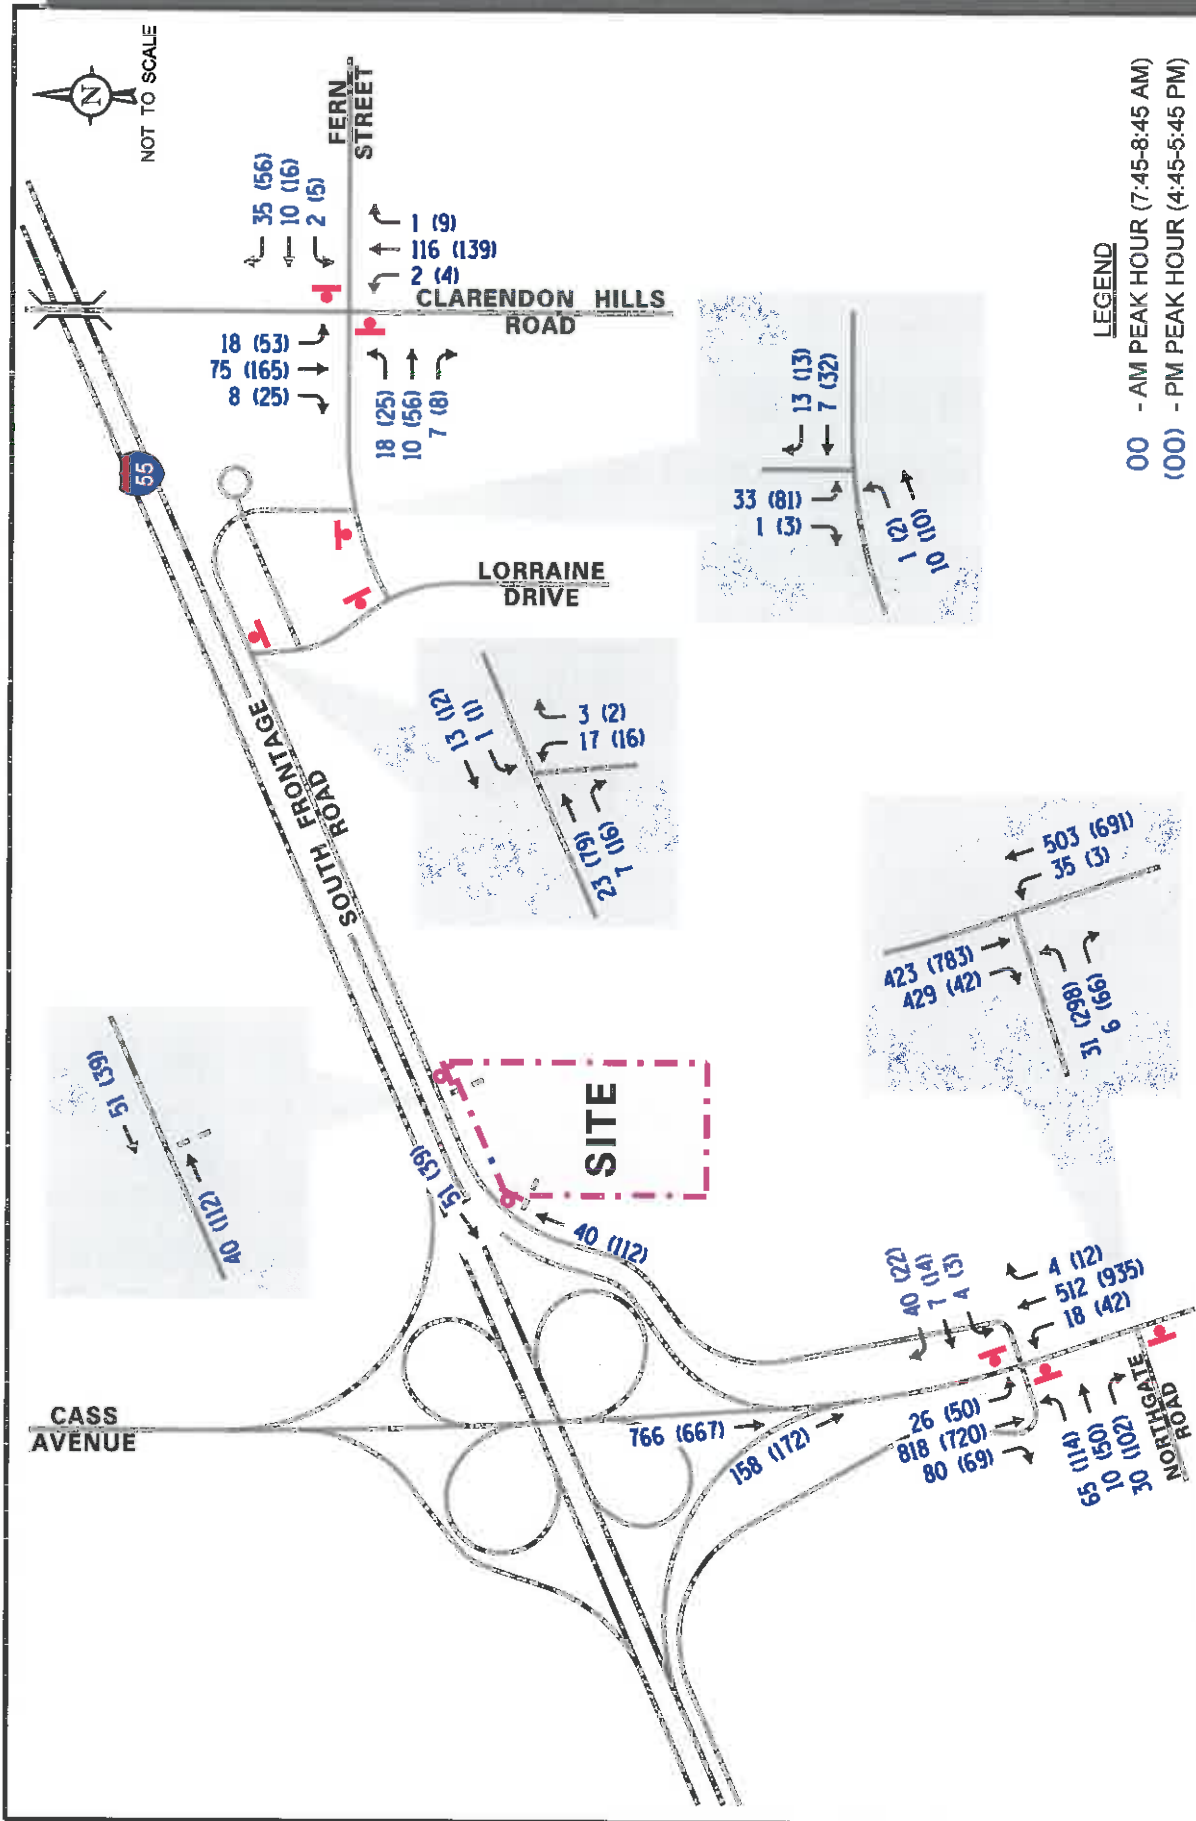 NOT TO SCALE
N
FERN
STREET
35 (56)
10 (16)
2 (5)
1 (9)
116 (139)
2 (4)
CLARENDON HILLS
ROAD
18 (53)
75 (165)
8 (25)
18 (25)
10 (56)
7 (8)
55
13 (13)
7 (32)
33 (81)
1 (3)
1 (2)
10 (10)
LORRAINE
DRIVE
SOUTH FRONTAGE
ROAD
13 (12)
1 (1)
3 (2)
17 (16)
23 (79)
7 (16)
LEGEND
00 - AM PEAK HOUR (7:45-8:45 AM)
(00) - PM PEAK HOUR (4:45-5:45 PM)
503 (691)
35 (3)
423 (783)
429 (42)
31 (298)
6 (66)
51 (39)
40 (112)
SITE
51 (39)
40 (112)
CASS
AVENUE
766 (667)
158 (172)
40 (22)
7 (14)
4 (3)
4 (12)
512 (935)
18 (42)
26 (50)
818 (720)
80 (69)
65 (114)
10 (50)
30 (102)
NORTHGATE
ROAD